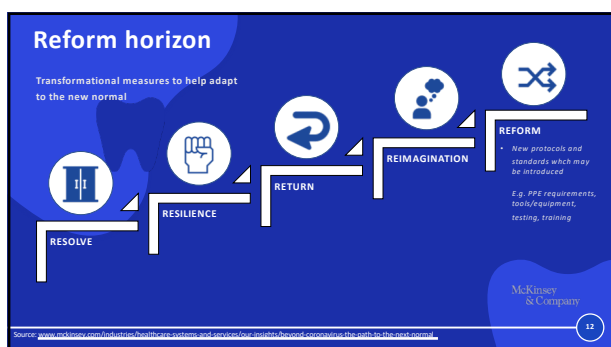 Reform horizon
Transformational measures to help adapt
to the new normal
REFORM
• New protocols and
standards whch may
be introduced
E.g. PPE requirements,
tools/equipment,
testing, training
REIMAGINATION
RETURN
RESILIENCE
RESOLVE
McKinsey
& Company
12
Source: www.mckinsey.com/industries/healthcare-systems-and-services/our-insights/beyond-coronavirus-the-path-to-the-next-normal